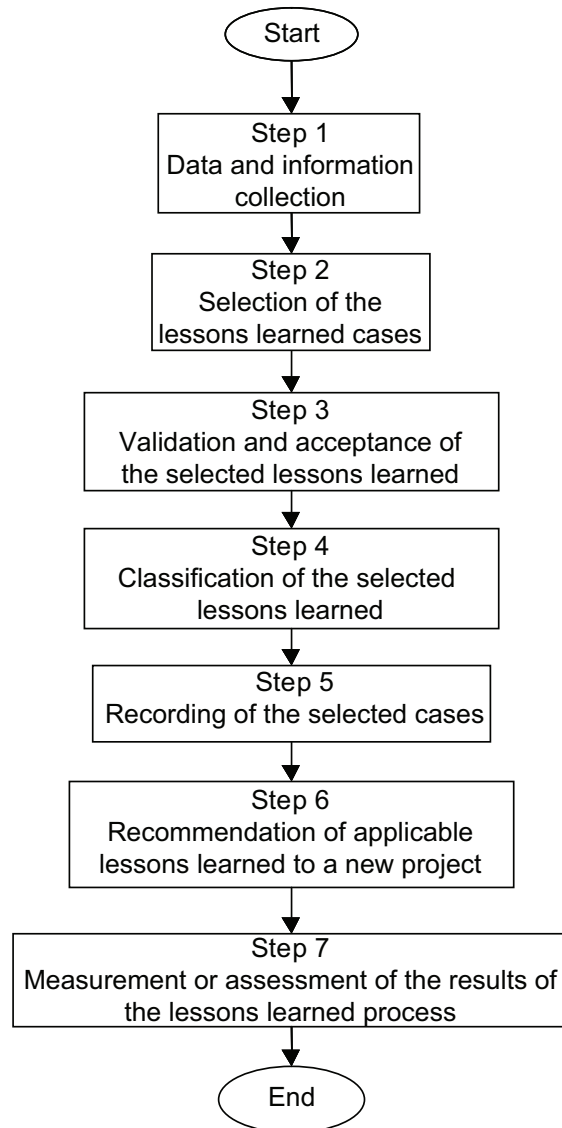 Start
Step 1
Data and information
collection
Step 2
Selection of the
lessons learned cases
Step 3
Validation and acceptance of
the selected lessons learned
Step 4
Classification of the selected
lessons learned
Step 5
Recording of the selected cases
Step 6
Recommendation of applicable
lessons learned to a new project
Step 7
Measurement or assessment of the results of
the lessons learned process
End